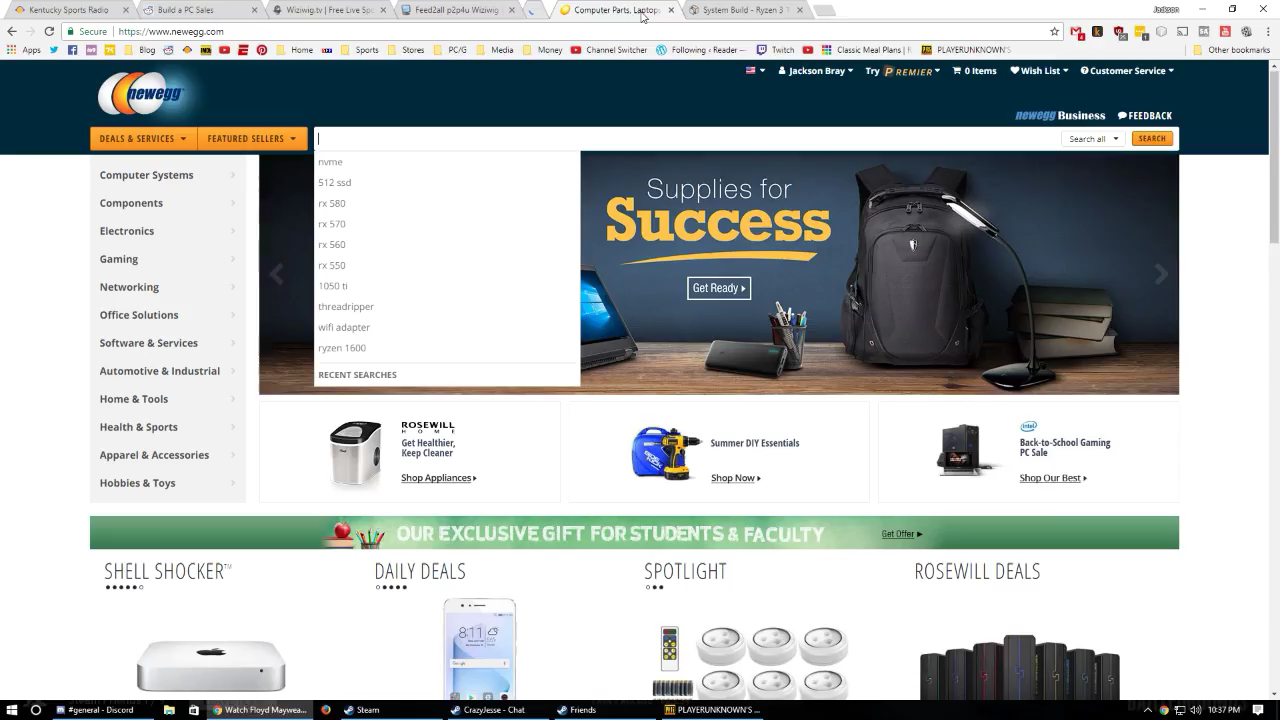 Kentucky Sports Radio
Build a PC Sales
Wiziwig.tv | Free Live Spo
Feed2all p2p4u Wiziwig
Computer Parts, Laptops
System Build - Ryzen 3
Jackson
Secure
https://www.newegg.com
Apps
Twitter
Blog
Home
Sports
Stores
PC/G
Media
Money
Channel Switcher
Following ‹ Reader —
Twitch
Classic Meal Plans
PLAYERUNKNOWN'S
Other bookmarks
newegg
Jackson Bray
Try PREMIER
0 Items
Wish List
Customer Service
newegg Business
FEEDBACK
DEALS & SERVICES
FEATURED SELLERS
Search all
SEARCH
Computer Systems
Components
Electronics
Gaming
Networking
Office Solutions
Software & Services
Automotive & Industrial
Home & Tools
Health & Sports
Apparel & Accessories
Hobbies & Toys
nvme
512 ssd
rx 580
rx 570
rx 560
rx 550
1050 ti
threadripper
wifi adapter
ryzen 1600
RECENT SEARCHES
Supplies for
Success
Get Ready
ROSEWILL
HOME
Get Healthier,
Keep Cleaner
Shop Appliances
Summer DIY Essentials
Shop Now
intel
Back-to-School Gaming
PC Sale
Shop Our Best
OUR EXCLUSIVE GIFT FOR STUDENTS & FACULTY
Get Offer
SHELL SHOCKER™
DAILY DEALS
SPOTLIGHT
ROSEWILL DEALS
8:11
#general - Discord
Watch Floyd Maywea...
Steam
CrazyJesse - Chat
Friends
PLAYERUNKNOWN'S ...
10:37 PM